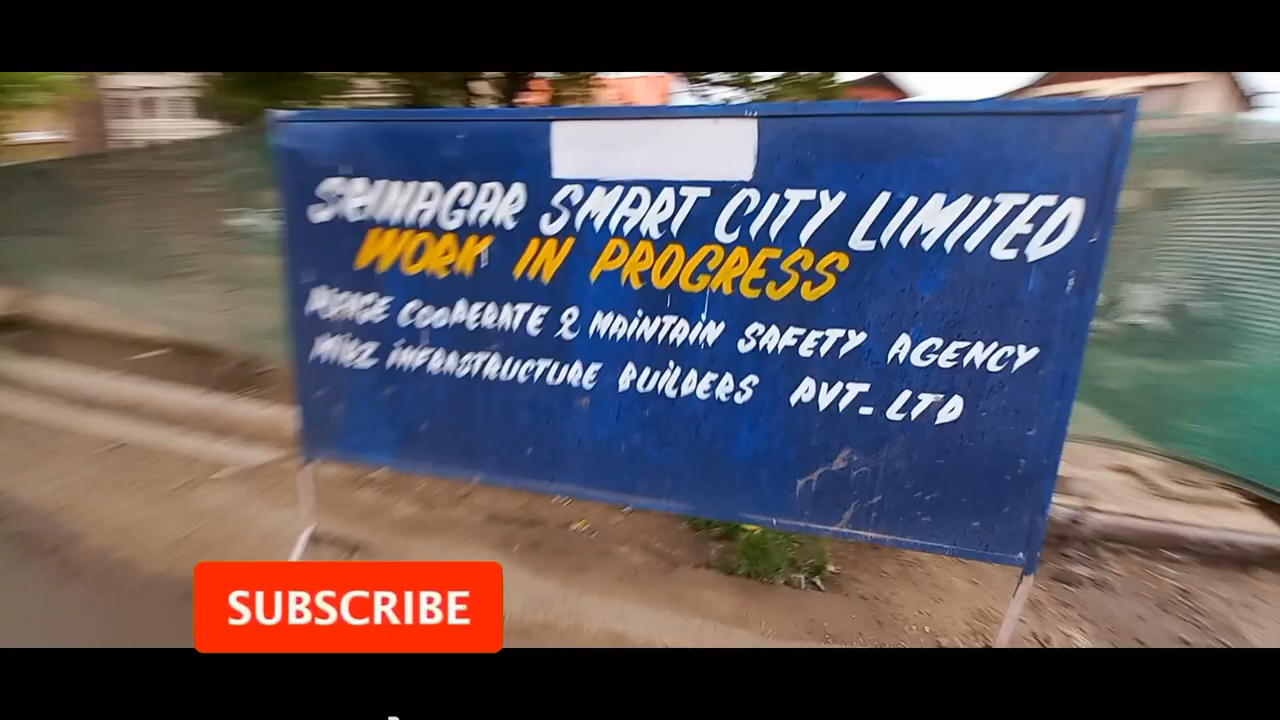 SRINAGAR SMART CITY LIMITED
WORK IN PROGRESS
PLEASE COOPERATE & MAINTAIN SAFETY AGENCY
INFRASTRUCTURE BUILDERS PVT. LTD
SUBSCRIBE